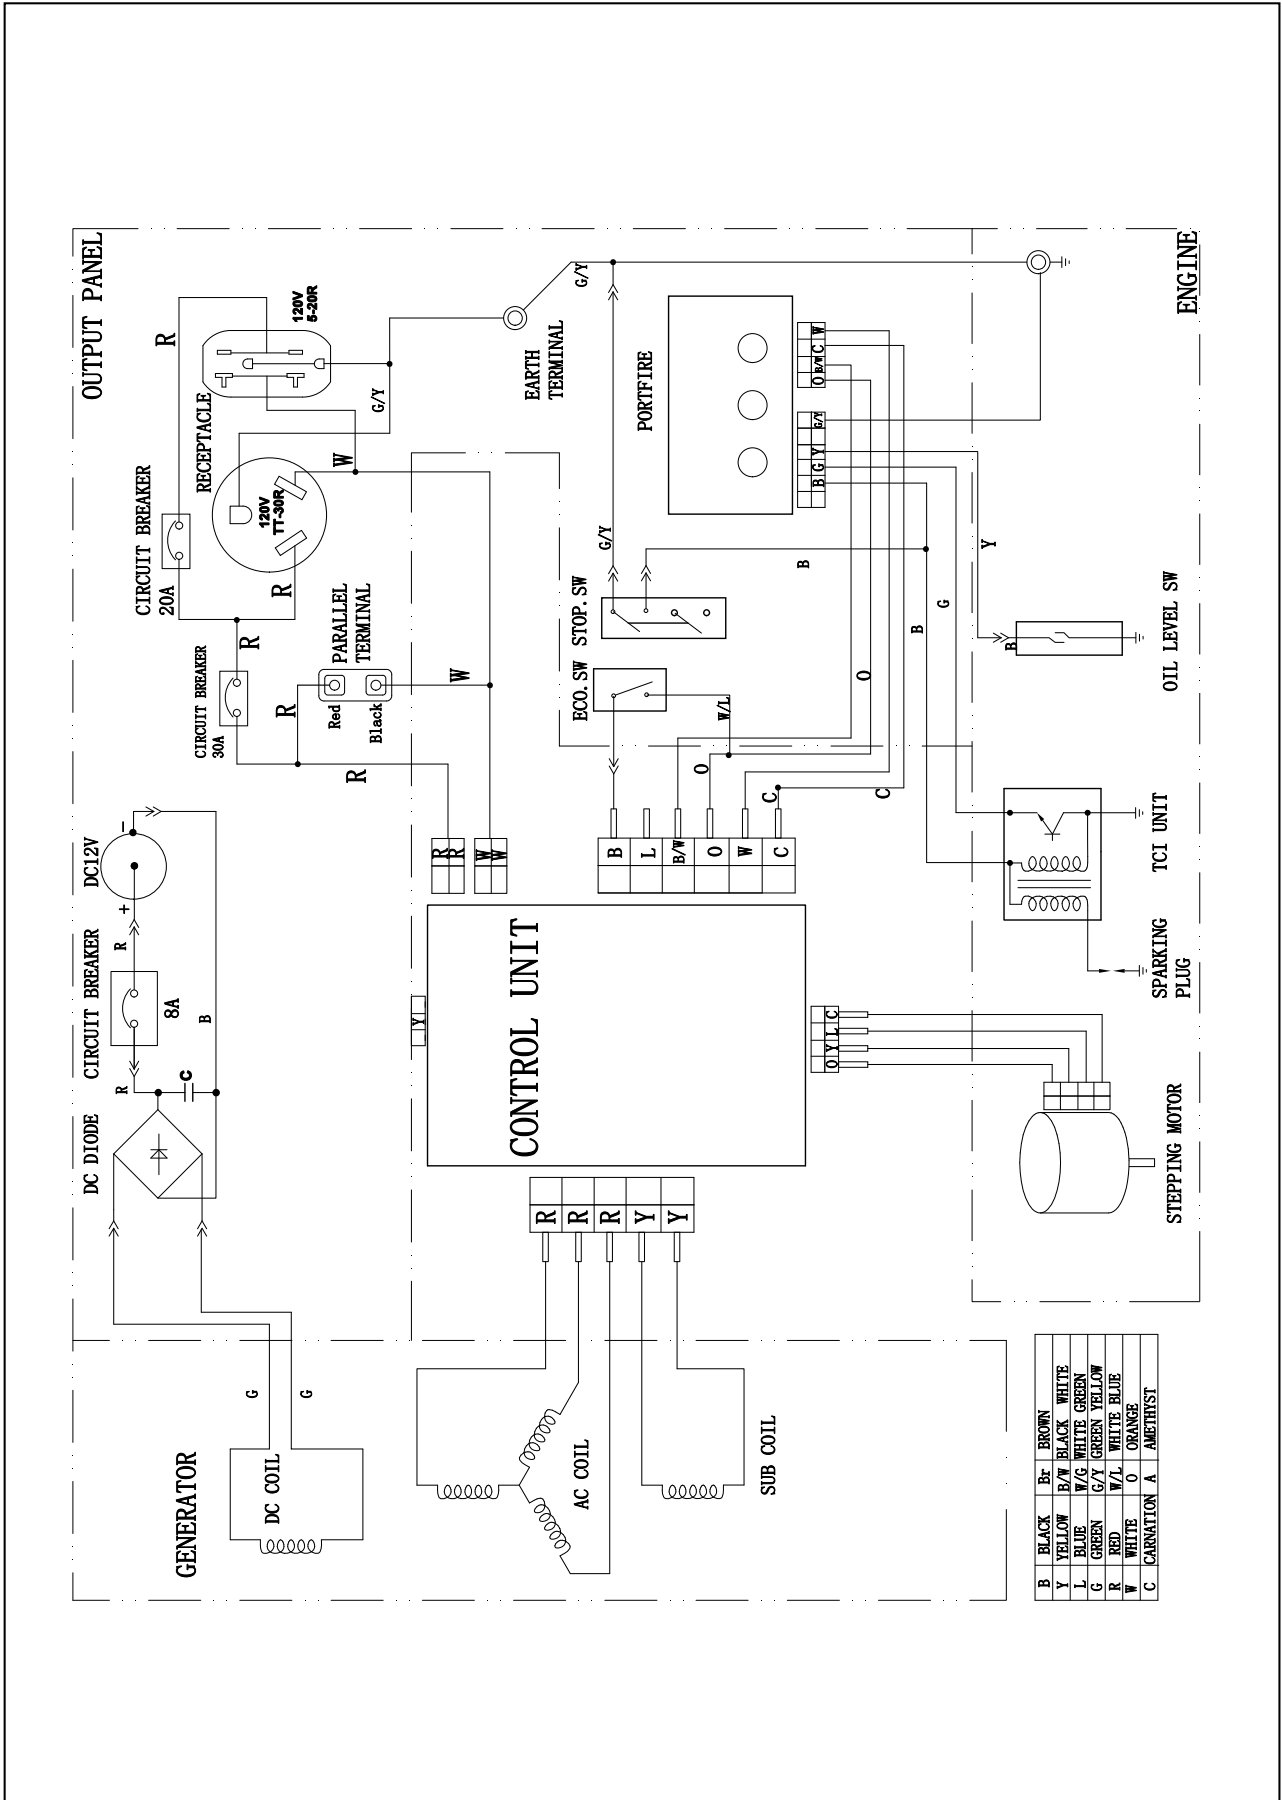 GENERATOR
DC COIL
G
G
AC COIL
SUB COIL
OUTPUT PANEL
DC DIODE
R
C
CIRCUIT BREAKER
8A
R
B
DC12V
+
-
CIRCUIT BREAKER
30A
R
R
R
PARALLEL
TERMINAL
Red
Black
W
CIRCUIT BREAKER
20A
R
R
RECEPTACLE
120V
TT-30R
W
120V
5-20R
G/Y
G/Y
EARTH
TERMINAL
R
R
W
W
CONTROL UNIT
Y
R
R
R
Y
Y
B
L
B/W
O
W
C
O
Y
L
C
ECO.SW
STOP.SW
W/L
O
O
C
C
G/Y
B
B
G
Y
PORTFIRE
B
G
Y
G/Y
O
B/W
C
W
ENGINE
OIL LEVEL SW
B
TCI UNIT
SPARKING
PLUG
STEPPING MOTOR
B BLACK Br BROWN
Y YELLOW B/W BLACK WHITE
L BLUE W/G WHITE GREEN
G GREEN G/Y GREEN YELLOW
R RED W/L WHITE BLUE
W WHITE O ORANGE
C CARNATION A AMETHYST